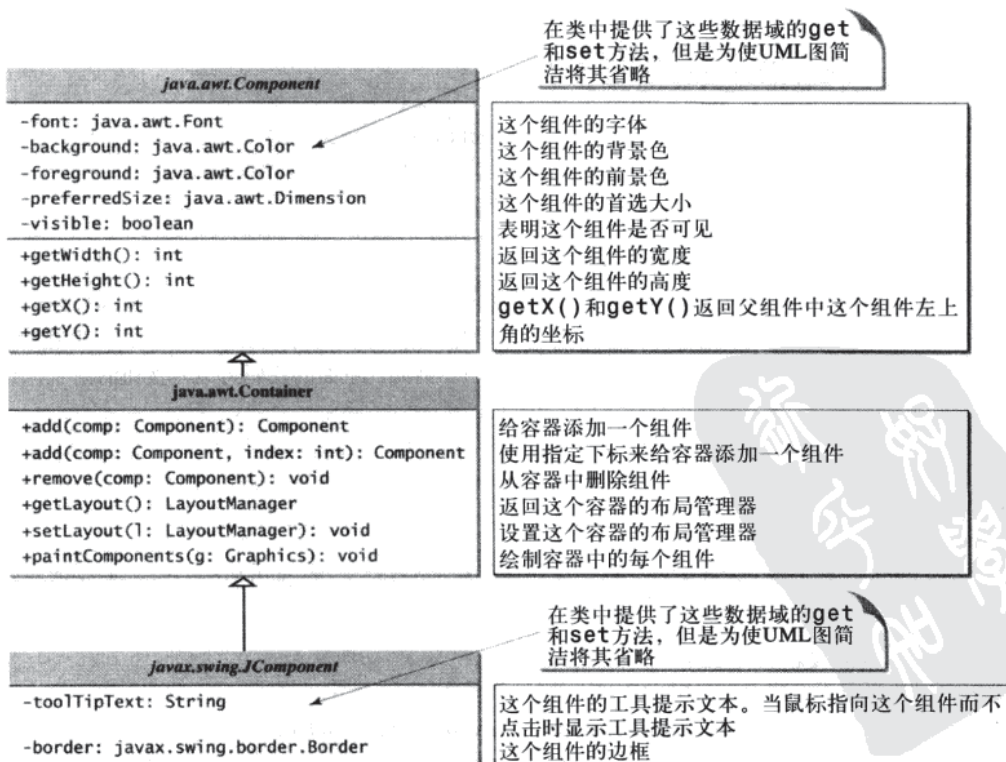 在类中提供了这些数据域的get
和set方法，但是为使UML图简
洁将其省略
java.awt.Component
-font: java.awt.Font
-background: java.awt.Color
-foreground: java.awt.Color
-preferredSize: java.awt.Dimension
-visible: boolean
+getWidth(): int
+getHeight(): int
+getX(): int
+getY(): int
这个组件的字体
这个组件的背景色
这个组件的前景色
这个组件的首选大小
表明这个组件是否可见
返回这个组件的宽度
返回这个组件的高度
getX()和getY()返回父组件中这个组件左上
角的坐标
java.awt.Container
+add(comp: Component): Component
+add(comp: Component, index: int): Component
+remove(comp: Component): void
+getLayout(): LayoutManager
+setLayout(l: LayoutManager): void
+paintComponents(g: Graphics): void
给容器添加一个组件
使用指定下标来给容器添加一个组件
从容器中删除组件
返回这个容器的布局管理器
设置这个容器的布局管理器
绘制容器中的每个组件
在类中提供了这些数据域的get
和set方法，但是为使UML图简
洁将其省略
javax.swing.JComponent
-toolTipText: String
-border: javax.swing.border.Border
这个组件的工具提示文本。当鼠标指向这个组件而不
点击时显示工具提示文本
这个组件的边框